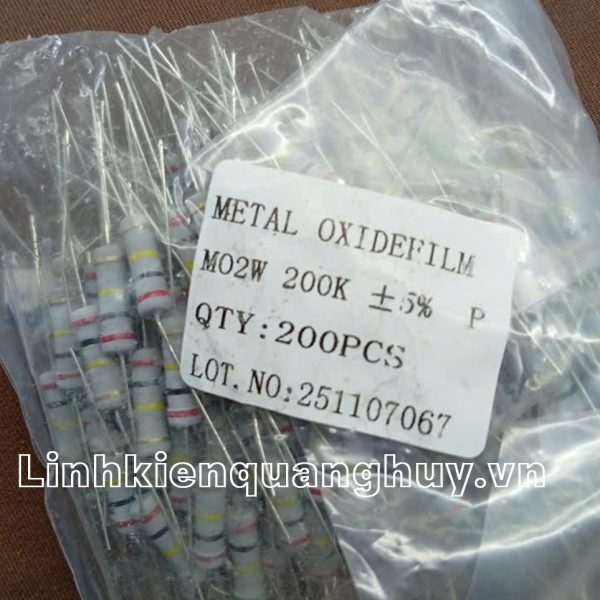 METAL OXIDEFILM
MO2W 200K ±5% P
QTY:200PCS
LOT.NO:251107067
Linhkienquanghuy.vn